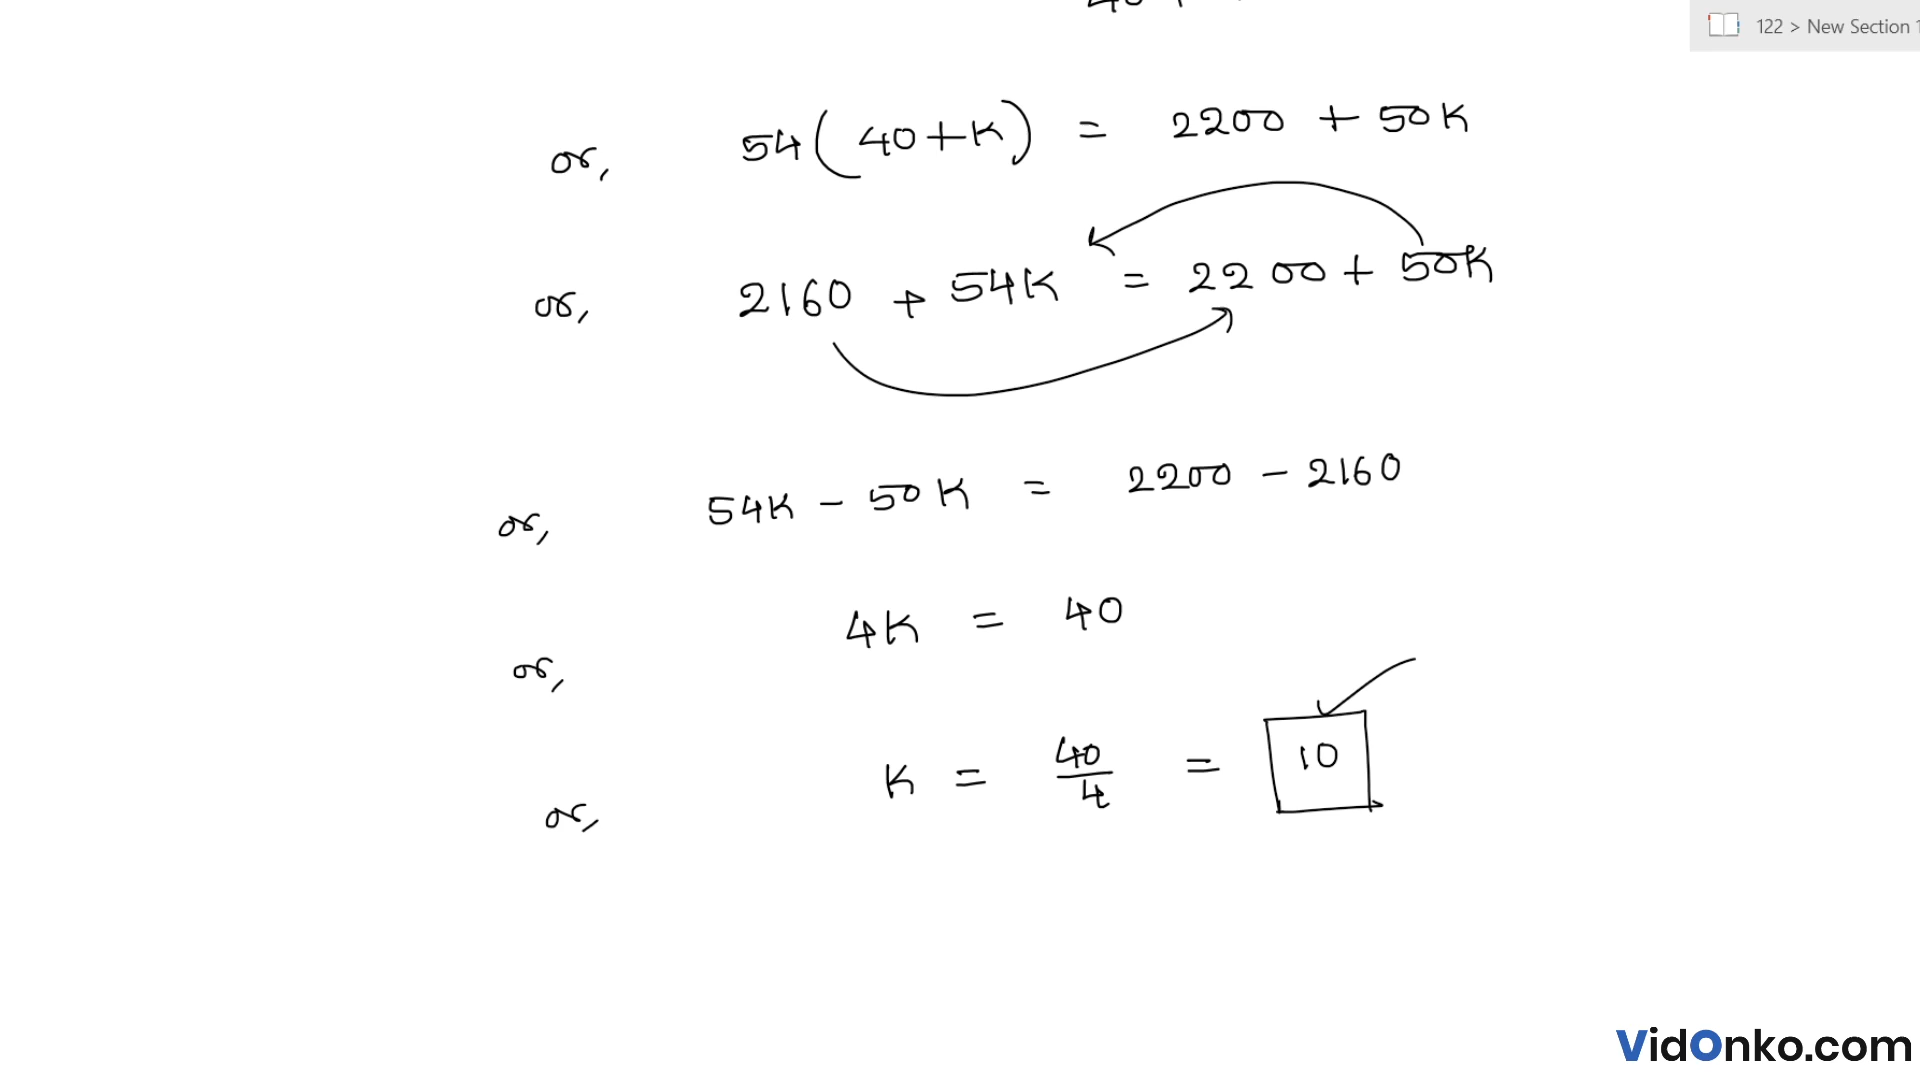 122 > New Section 1
or, 54(40+K) = 2200 + 50K
or, 2160 + 54K = 2200 + 50K
or, 54K - 50K = 2200 - 2160
or, 4K = 40
or, K = 40/4 = 10
VidOnko.com